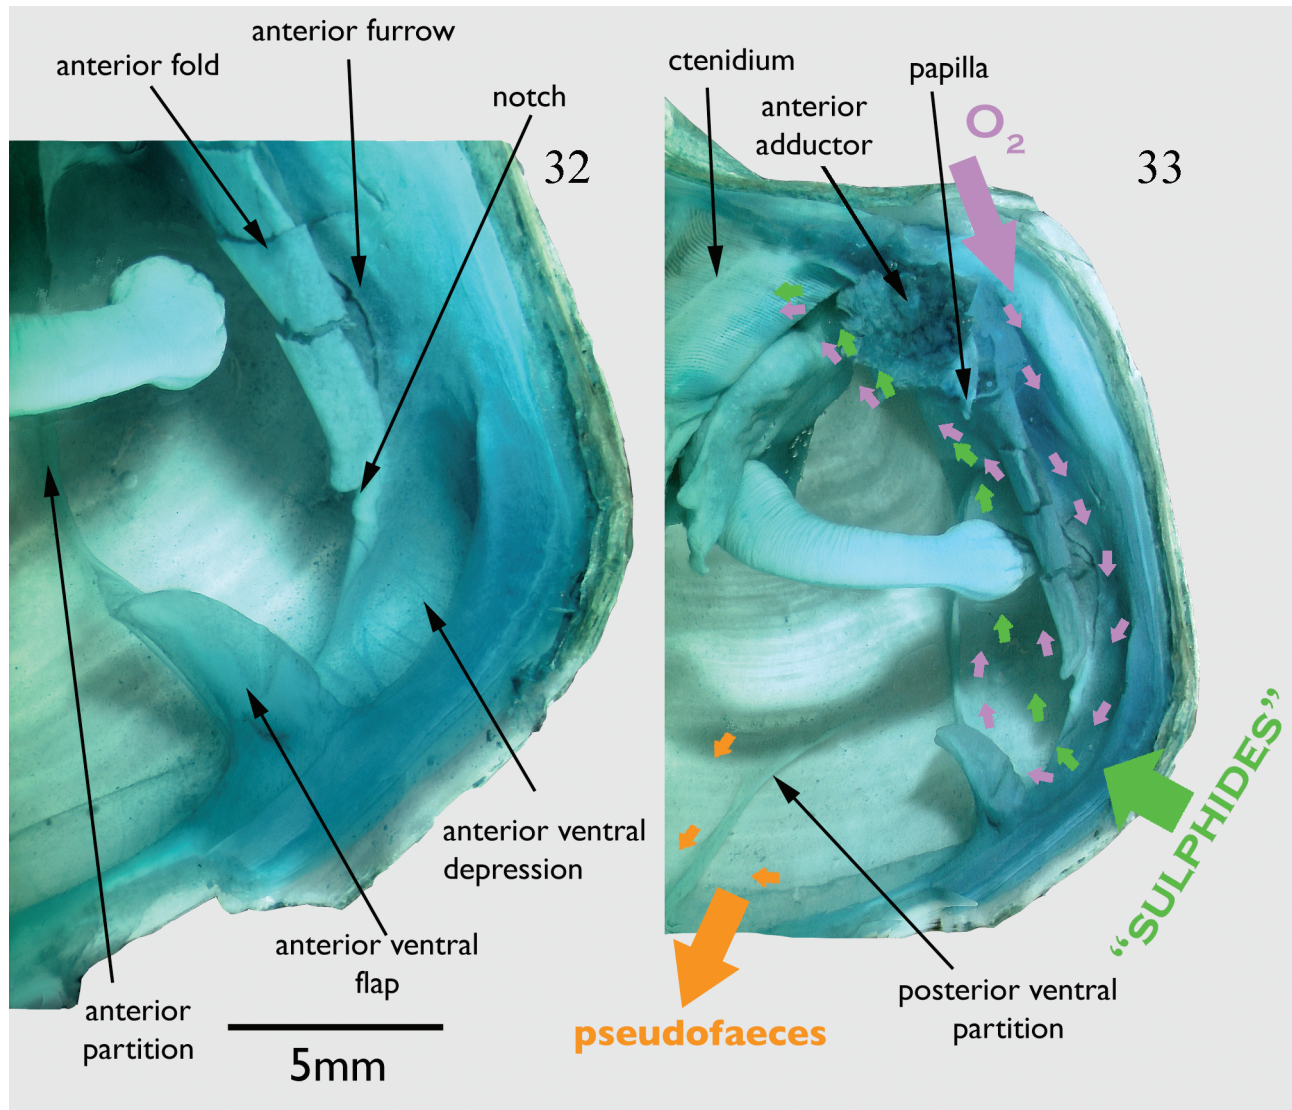 anterior furrow
anterior fold
notch
32
anterior ventral
depression
anterior ventral
flap
anterior
partition
5mm
ctenidium
papilla
anterior
adductor
O₂
33
"SULPHIDES"
posterior ventral
partition
pseudofaeces